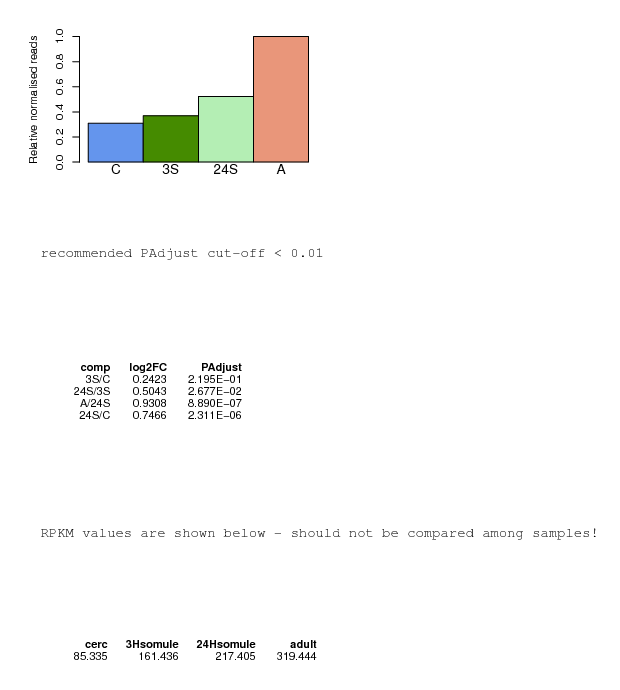 Relative normalised reads
1.0
0.8
0.6
0.4
0.2
0.0
C 3S 24S A
recommended PAdjust cut-off < 0.01
comp log2FC PAdjust
3S/C 0.2423 2.195E−01
24S/3S 0.5043 2.677E−02
A/24S 0.9308 8.890E−07
24S/C 0.7466 2.311E−06
RPKM values are shown below - should not be compared among samples!
cerc 3Hsomule 24Hsomule adult
85.335 161.436 217.405 319.444